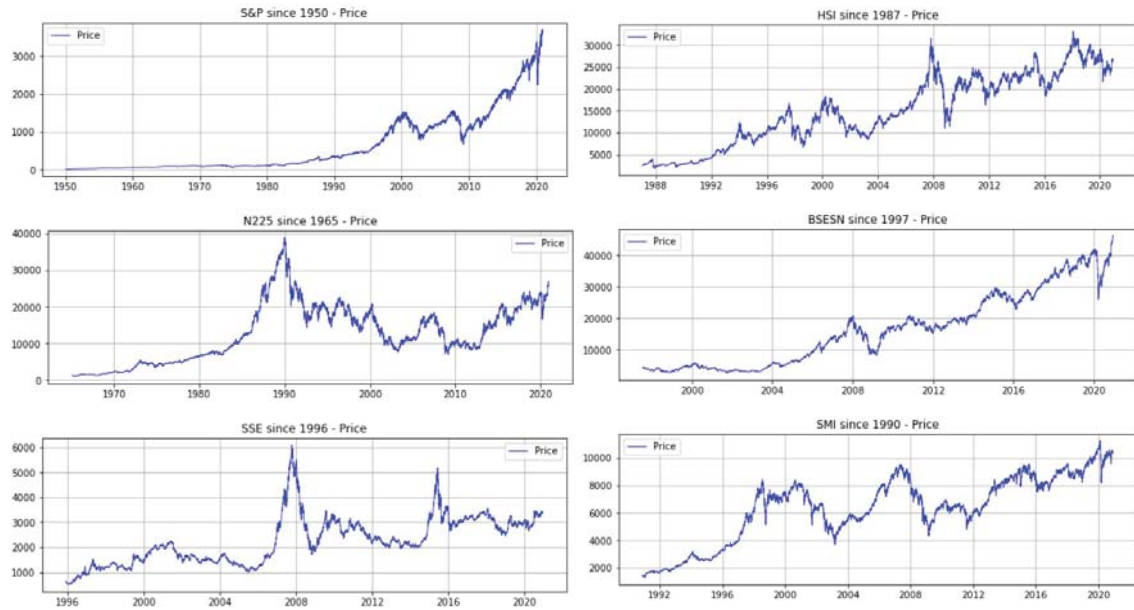 S&P since 1950 - Price
Price
3000
2000
1000
0
1950 1960 1970 1980 1990 2000 2010 2020
HSI since 1987 - Price
Price
30000
25000
20000
15000
10000
5000
1988 1992 1996 2000 2004 2008 2012 2016 2020
N225 since 1965 - Price
Price
40000
30000
20000
10000
0
1970 1980 1990 2000 2010 2020
BSESN since 1997 - Price
Price
40000
30000
20000
10000
2000 2004 2008 2012 2016 2020
SSE since 1996 - Price
Price
6000
5000
4000
3000
2000
1000
1996 2000 2004 2008 2012 2016 2020
SMI since 1990 - Price
Price
10000
8000
6000
4000
2000
1992 1996 2000 2004 2008 2012 2016 2020